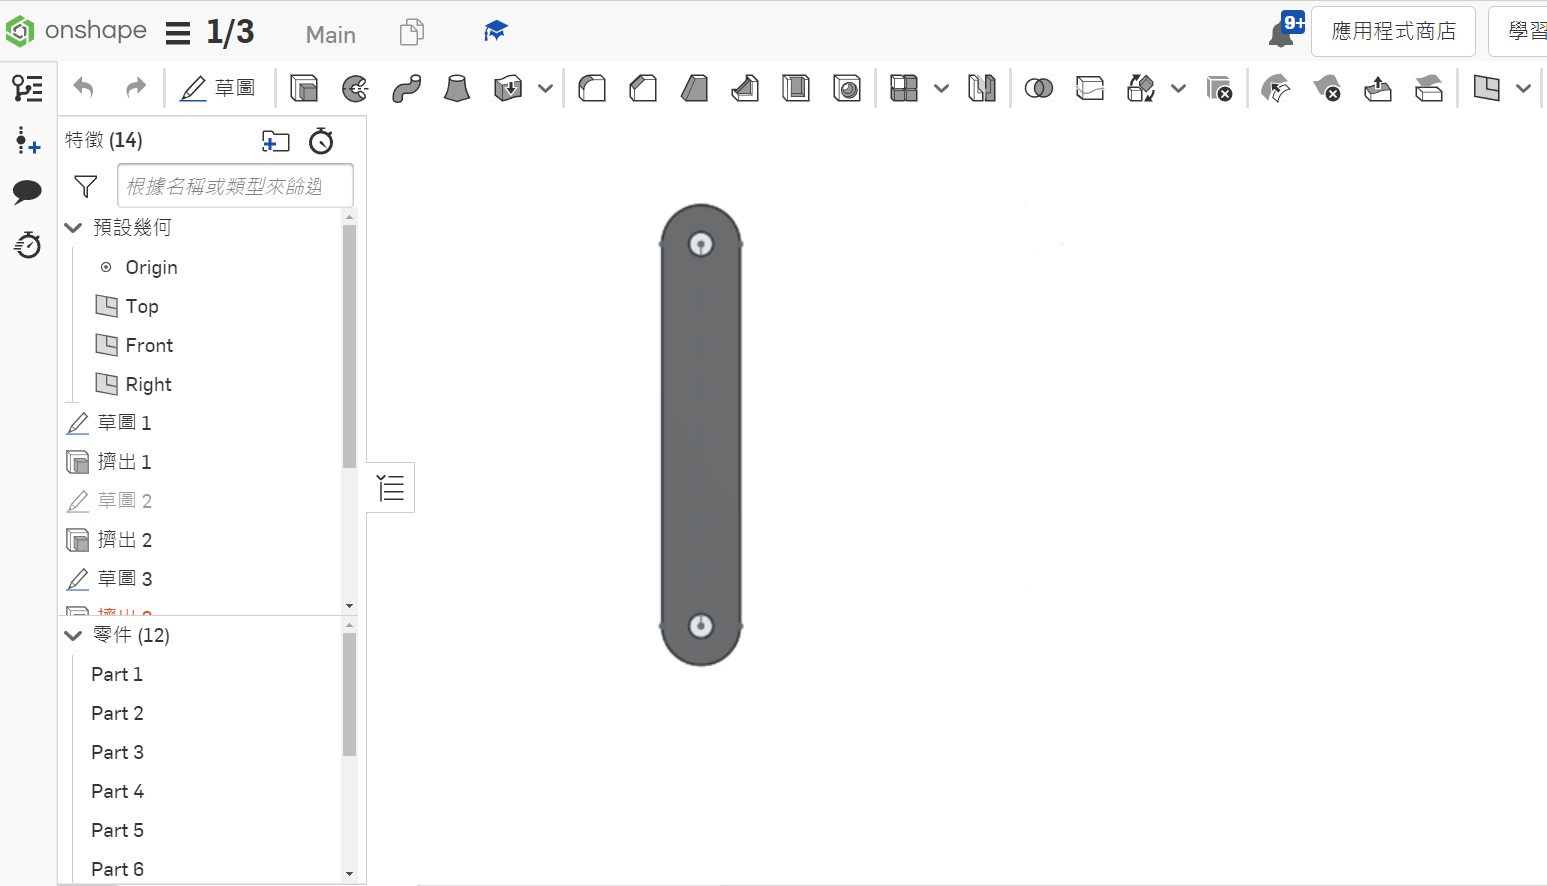 onshape 1/3 Main 9+ 應用程式商店 學習
草圖
特徵 (14)
根據名稱或類型來篩選
預設幾何
Origin
Top
Front
Right
草圖 1
擠出 1
草圖 2
擠出 2
草圖 3
零件 (12)
Part 1
Part 2
Part 3
Part 4
Part 5
Part 6